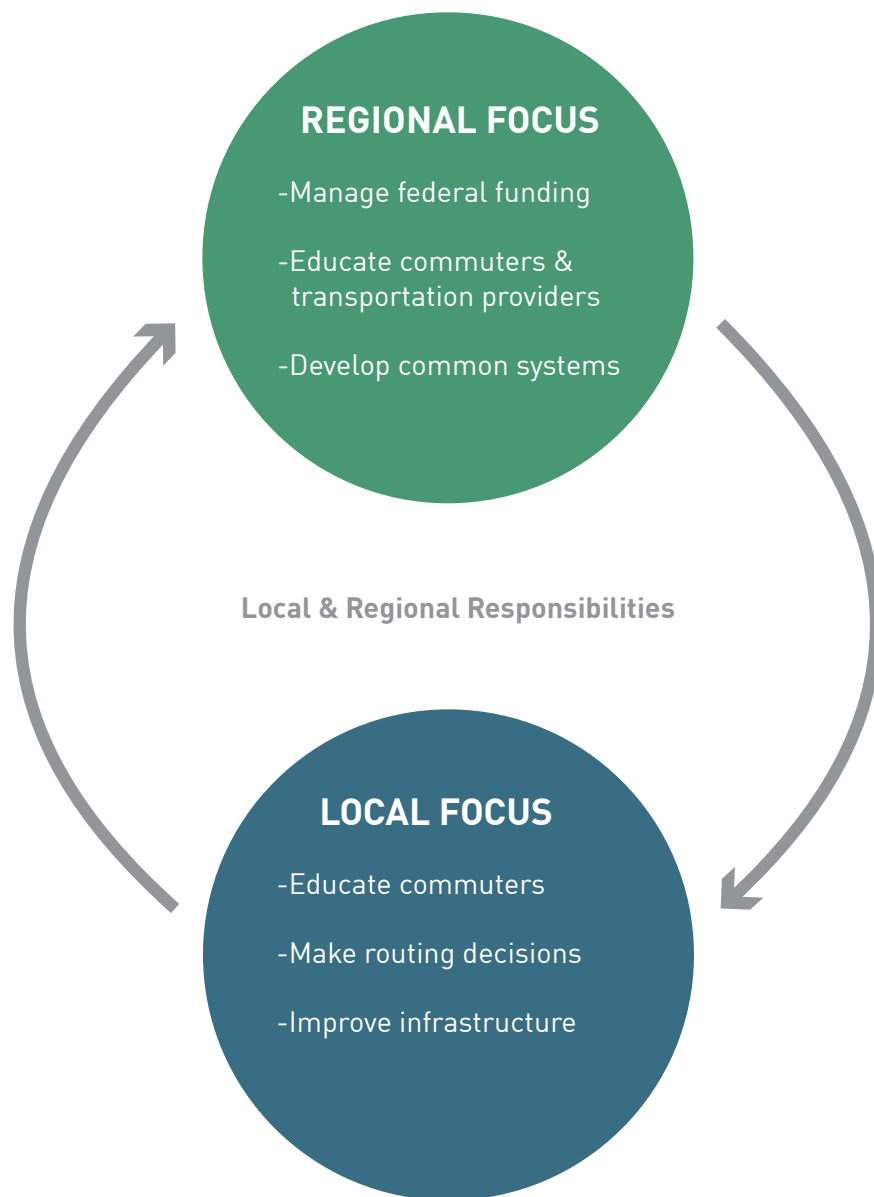 REGIONAL FOCUS
-Manage federal funding
-Educate commuters &
transportation providers
-Develop common systems
Local & Regional Responsibilities
LOCAL FOCUS
-Educate commuters
-Make routing decisions
-Improve infrastructure